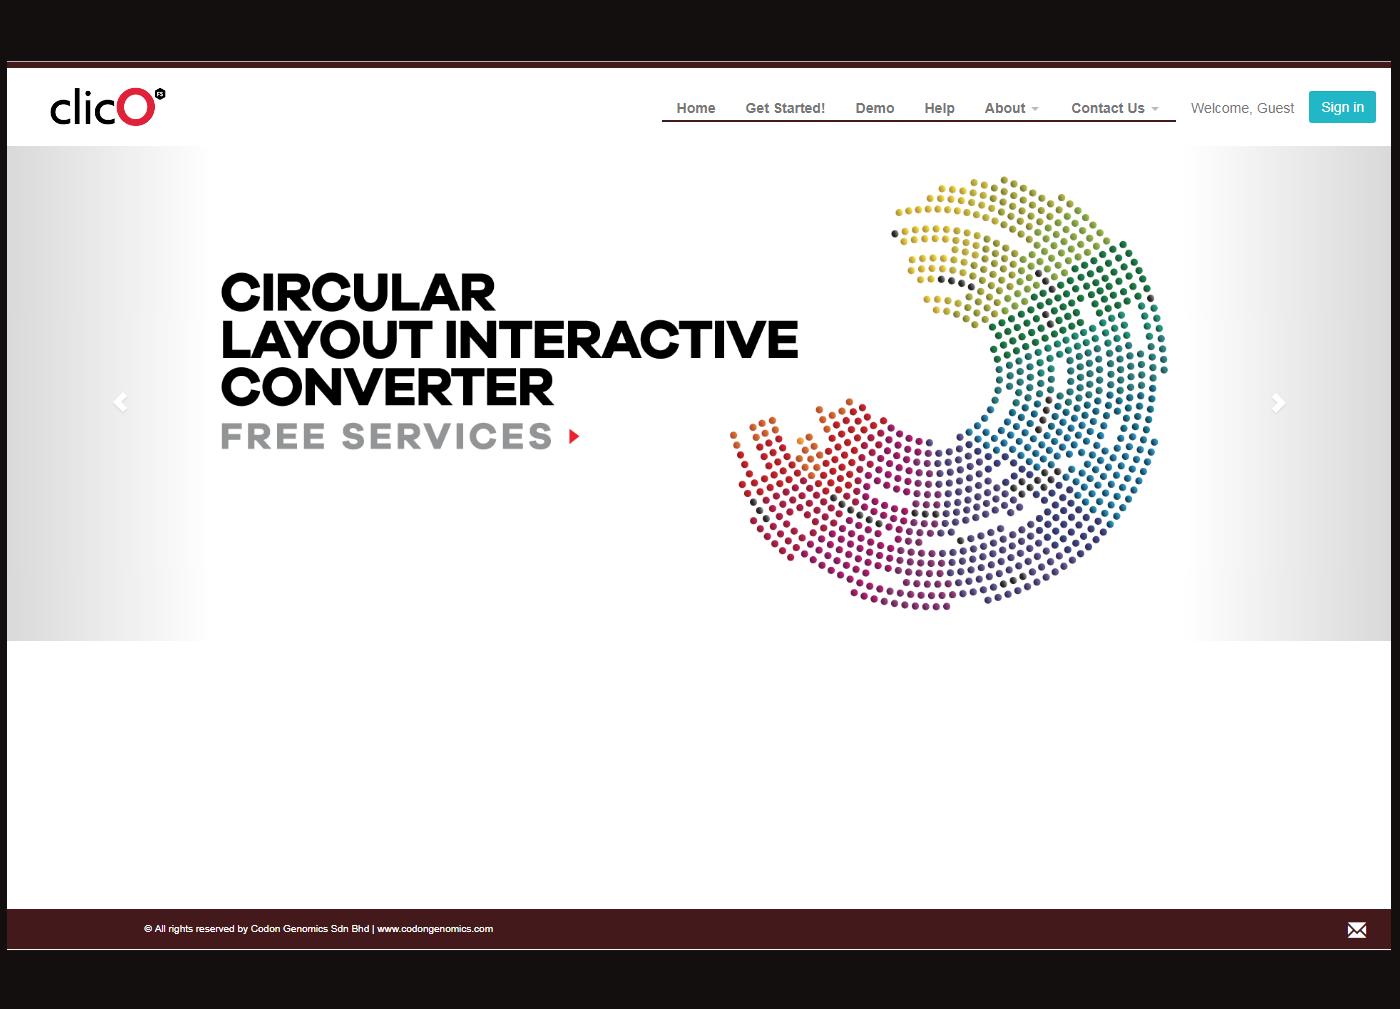 clicO FS
Home Get Started! Demo Help About Contact Us Welcome, Guest Sign in
CIRCULAR
LAYOUT INTERACTIVE
CONVERTER
FREE SERVICES
© All rights reserved by Codon Genomics Sdn Bhd | www.codongenomics.com